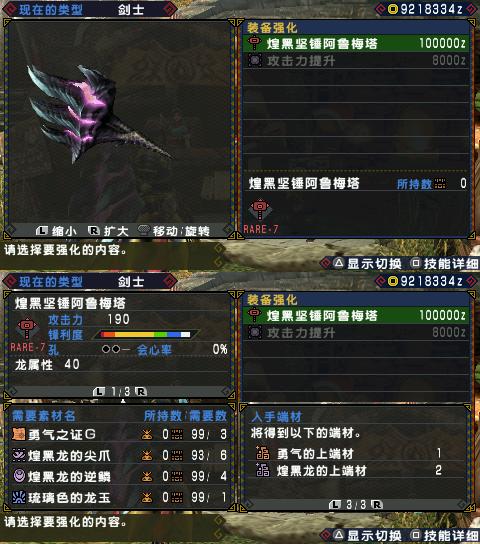 现在的类型 剑士
9218334z
装备强化
煌黑坚锤阿鲁梅塔 100000z
攻击力提升 8000z
煌黑坚锤阿鲁梅塔 所持数 0
RARE-7
L 缩小 R 扩大 移动/旋转
请选择要强化的内容。
△显示切换 □技能详细
现在的类型 剑士
9218334z
煌黑坚锤阿鲁梅塔
攻击力 190
锋利度
RARE-7 孔 ●●— 会心率 0%
龙属性 40
L 1/3 R
装备强化
煌黑坚锤阿鲁梅塔 100000z
攻击力提升 8000z
需要素材名 所持数/需要数
勇气之证G 0 99/ 3
煌黑龙的尖爪 0 93/ 6
煌黑龙的逆鳞 0 99/ 4
琉璃色的龙玉 0 99/ 1
入手端材
将得到以下的端材。
勇气的上端材 1
煌黑龙的上端材 2
L 3/3 R
请选择要强化的内容。
△显示切换 □技能详细